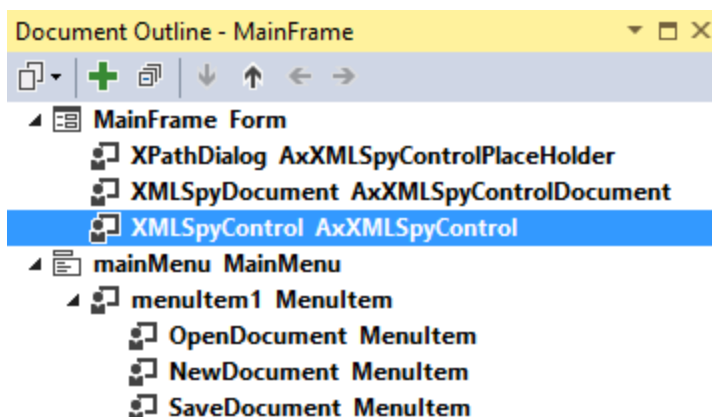 Document Outline - MainFrame
MainFrame Form
XPathDialog AxXMLSpyControlPlaceHolder
XMLSpyDocument AxXMLSpyControlDocument
XMLSpyControl AxXMLSpyControl
mainMenu MainMenu
menuItem1 MenuItem
OpenDocument MenuItem
NewDocument MenuItem
SaveDocument MenuItem